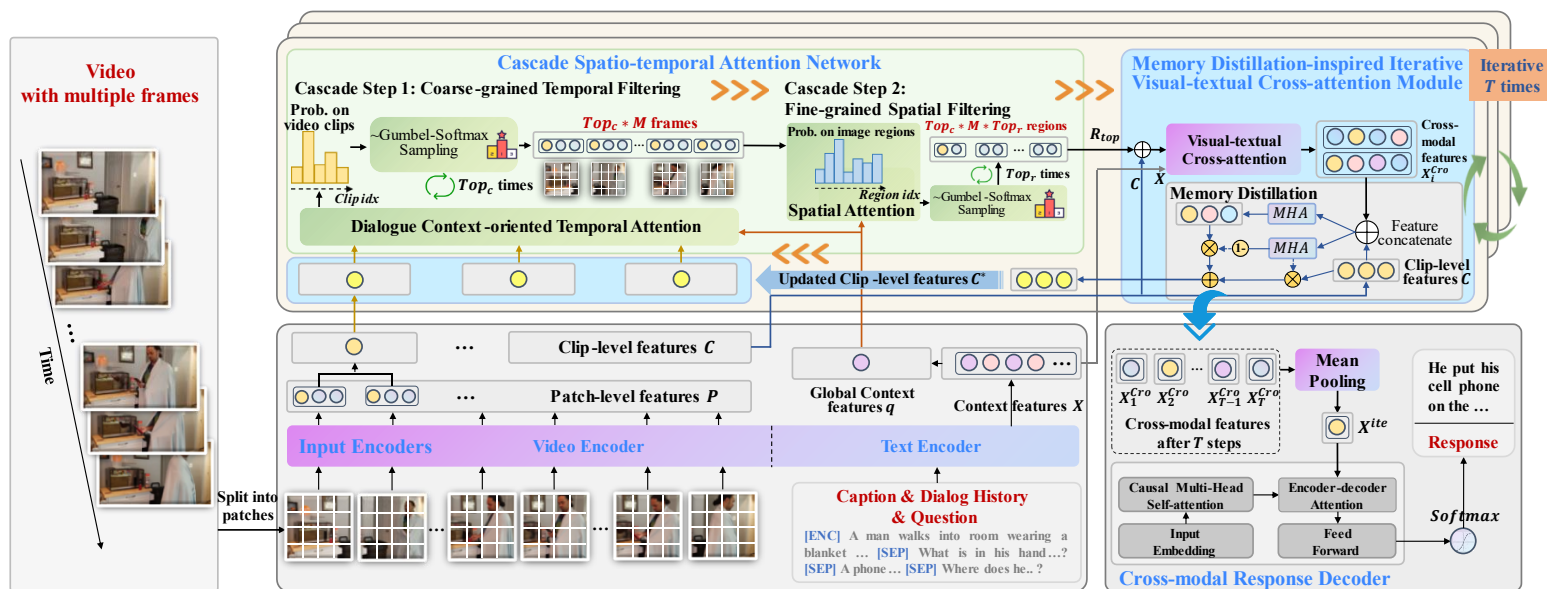 Video
with multiple frames
Time
Split into
patches
Cascade Spatio-temporal Attention Network
Cascade Step 1: Coarse-grained Temporal Filtering
Prob. on
video clips
Clip idx
~Gumbel-Softmax
Sampling
Top_c times
Top_c * M frames
...
Dialogue Context-oriented Temporal Attention
Cascade Step 2:
Fine-grained Spatial Filtering
Prob. on image regions
Region idx
Spatial Attention
Top_c * M * Top_r regions
...
Top_r times
~Gumbel-Softmax
Sampling
R_top
C
X
Memory Distillation-inspired Iterative
Visual-textual Cross-attention Module
Iterative
T times
Visual-textual
Cross-attention
Cross-
modal
features
X_i^Cro
Memory Distillation
MHA
1-
MHA
Feature
concatenate
Clip-level
features C
Updated Clip-level features C*
... Clip-level features C
... Patch-level features P
Global Context
features q
...
Context features X
Input Encoders
Video Encoder
Text Encoder
... ...
Caption & Dialog History
& Question
[ENC] A man walks into room wearing a
blanket ... [SEP] What is in his hand...?
[SEP] A phone... [SEP] Where does he.. ?
...
X_1^Cro X_2^Cro X_T-1^Cro X_T^Cro
Cross-modal features
after T steps
Mean
Pooling
X^ite
Causal Multi-Head
Self-attention
Input
Embedding
Encoder-decoder
Attention
Feed
Forward
Softmax
He put his
cell phone
on the ...
Response
Cross-modal Response Decoder